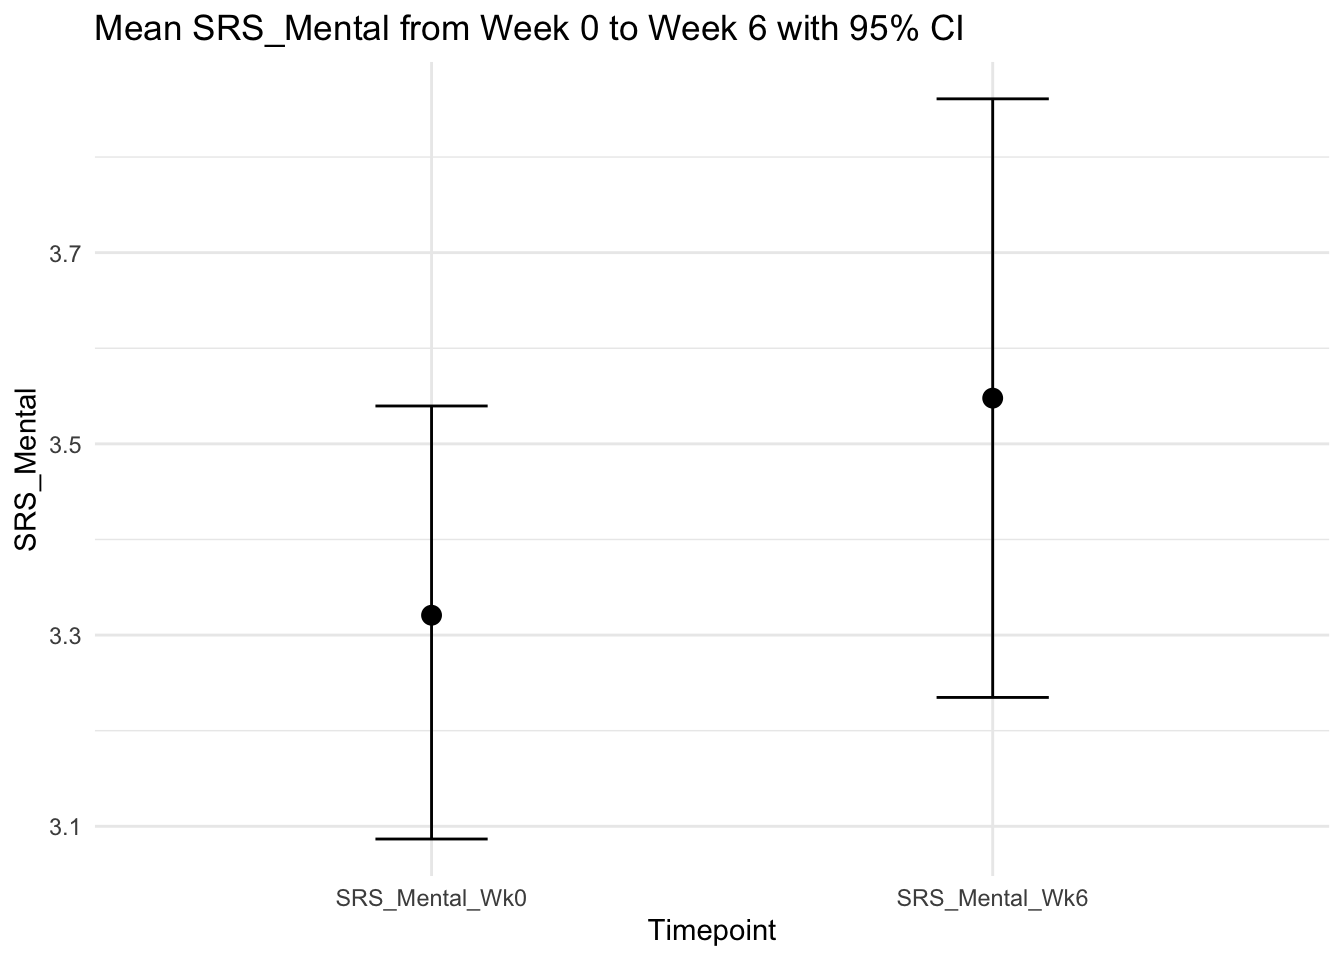 Mean SRS_Mental from Week 0 to Week 6 with 95% CI
SRS_Mental
3.7
3.5
3.3
3.1
SRS_Mental_Wk0
SRS_Mental_Wk6
Timepoint